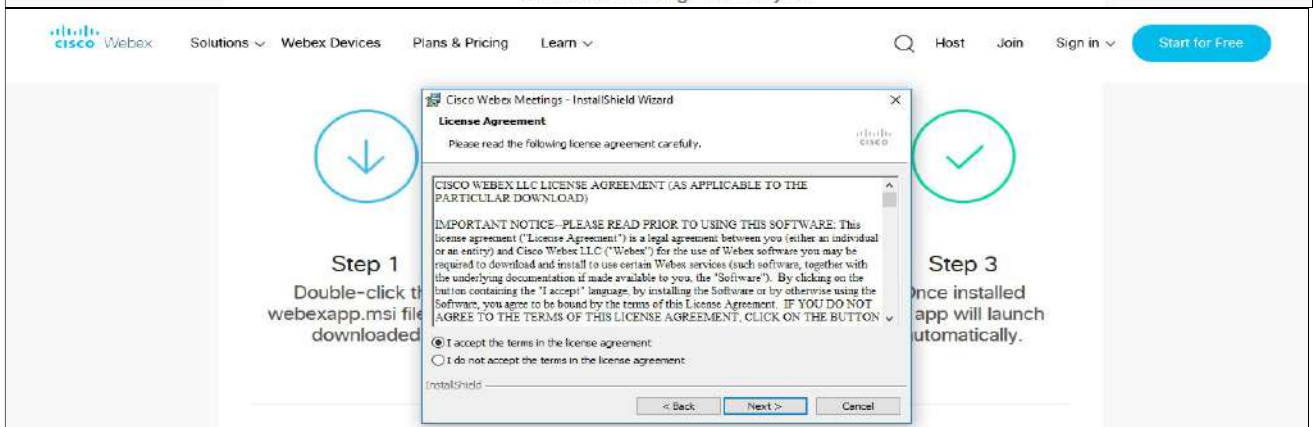 cisco Webex Solutions Webex Devices Plans & Pricing Learn Host Join Sign in Start for Free
Cisco Webex Meetings - InstallShield Wizard
License Agreement
Please read the following license agreement carefully.
CISCO
CISCO WEBEX LLC LICENSE AGREEMENT (AS APPLICABLE TO THE
PARTICULAR DOWNLOAD)
IMPORTANT NOTICE--PLEASE READ PRIOR TO USING THIS SOFTWARE: This
license agreement ("License Agreement") is a legal agreement between you (either an individual
or an entity) and Cisco Webex LLC ("Webex") for the use of Webex software you may be
required to download and install to use certain Webex services (such software, together with
the underlying documentation if made available to you, the "Software"). By clicking on the
button containing the "I accept" language, by installing the Software or by otherwise using the
Software, you agree to be bound by the terms of this License Agreement. IF YOU DO NOT
AGREE TO THE TERMS OF THIS LICENSE AGREEMENT, CLICK ON THE BUTTON
I accept the terms in the license agreement
I do not accept the terms in the license agreement
InstallShield
< Back Next > Cancel
Step 1
Double-click
webexapp.msi
downloaded
Step 3
installed
app will launch
automatically.